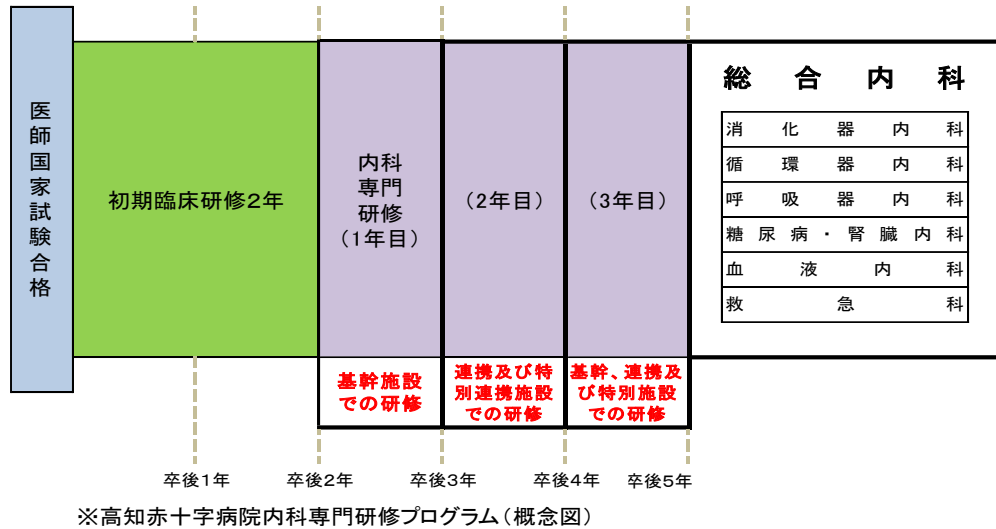 医師国家試験合格
初期臨床研修2年
内科
専門
研修
（1年目）
（2年目）
（3年目）
総合内科
消化器内科
循環器内科
呼吸器内科
糖尿病・腎臓内科
血液内科
救急科
基幹施設
での研修
連携及び特
別連携施設
での研修
基幹、連携及
び特別施設
での研修
卒後1年
卒後2年
卒後3年
卒後4年
卒後5年
※高知赤十字病院内科専門研修プログラム（概念図）